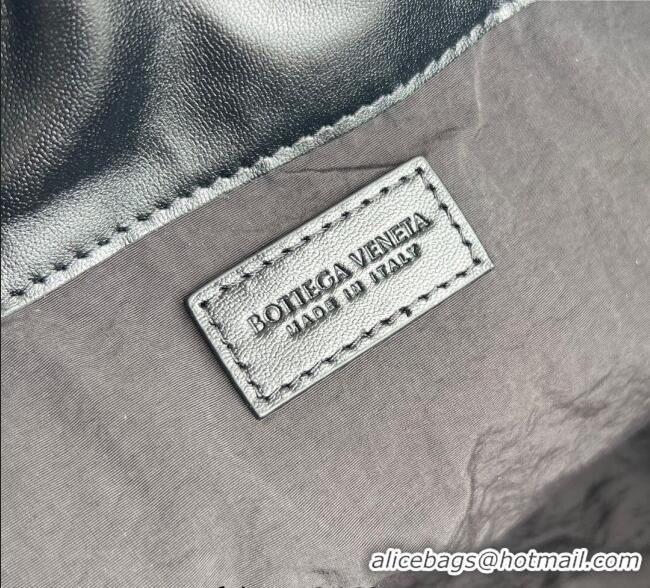 BOTTEGA VENETA
MADE IN ITALY
alicebags@hotmail.com